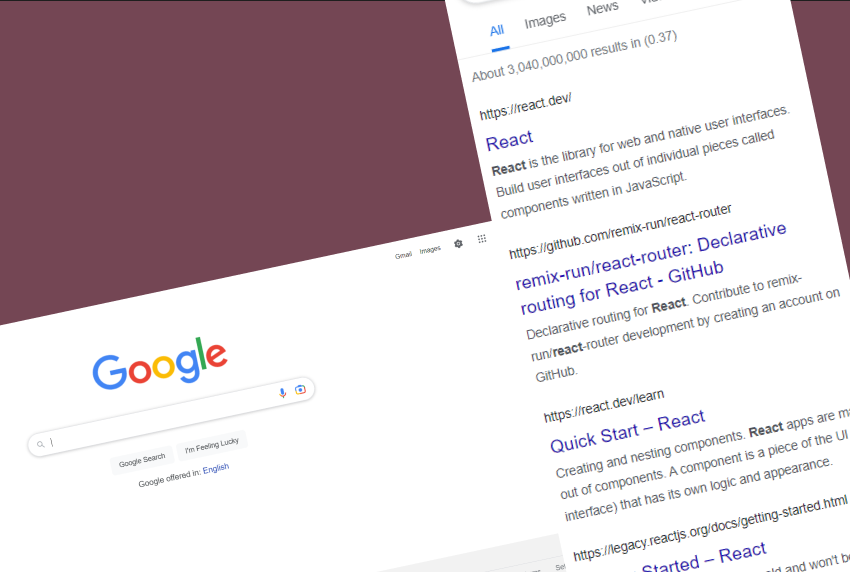 Gmail Images
Google
Google Search I'm Feeling Lucky
Google offered in: English
All Images News
About 3,040,000,000 results in (0.37)
https://react.dev/
React
React is the library for web and native user interfaces.
Build user interfaces out of individual pieces called
components written in JavaScript.
https://github.com/remix-run/react-router
remix-run/react-router: Declarative
routing for React - GitHub
Declarative routing for React. Contribute to remix-
run/react-router development by creating an account on
GitHub.
https://react.dev/learn
Quick Start – React
Creating and nesting components. React apps are
out of components. A component is a piece of the UI
interface) that has its own logic and appearance.
https://legacy.reactjs.org/docs/getting-started.html
Started – React
and won't be